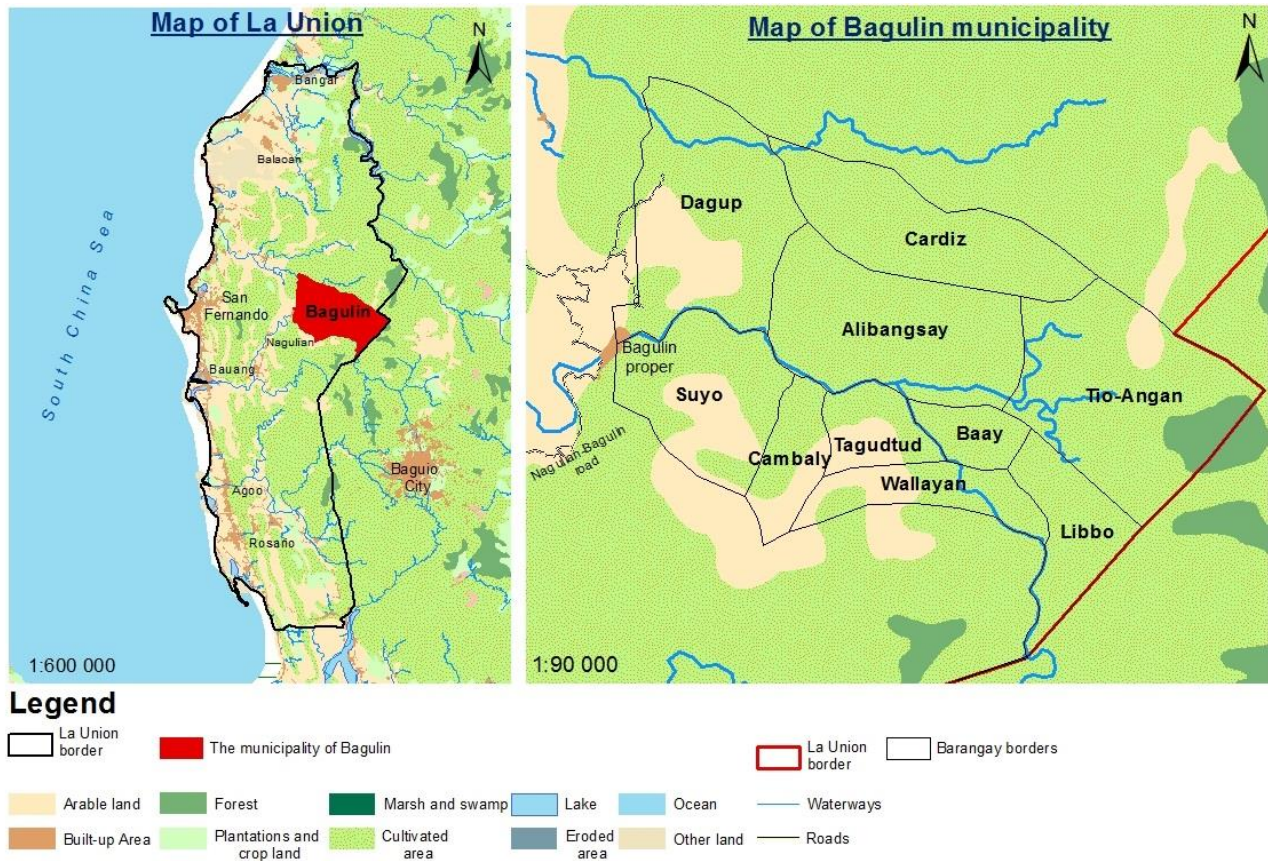 Map of La Union
N
Bangar
Balaoan
South China Sea
San
Fernando
Bagulin
Nagulian
Bauang
Baguio
City
Agoo
Rosaño
1:600 000
Map of Bagulin municipality
N
Dagup
Cardiz
Alibangsay
Bagulin
proper
Suyo
Tio-Angan
Baay
Tagudtud
Cambaly
Wallayan
Nagulian-Bagulin
road
Libbo
1:90 000
Legend
La Union
border
The municipality of Bagulin
La Union
border
Barangay borders
Arable land
Forest
Marsh and swamp
Lake
Ocean
Waterways
Built-up Area
Plantations and
crop land
Cultivated
area
Eroded
area
Other land
Roads